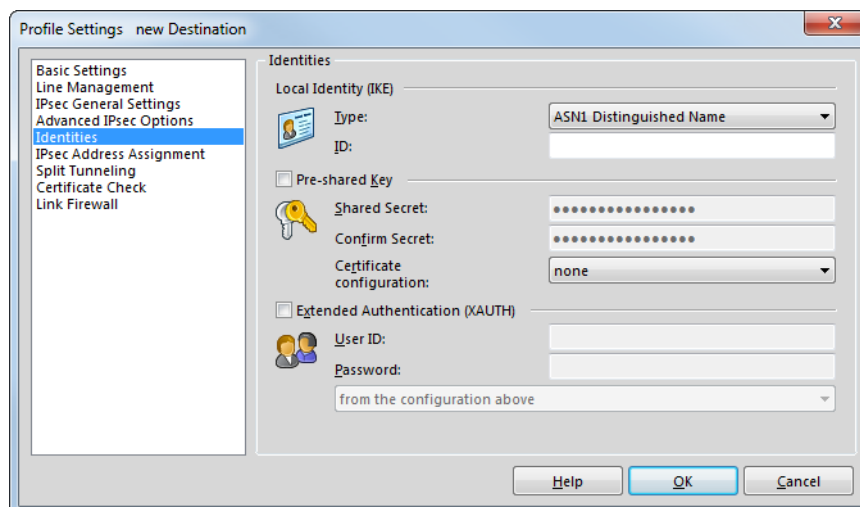 Profile Settings new Destination
Basic Settings
Line Management
IPsec General Settings
Advanced IPsec Options
Identities
IPsec Address Assignment
Split Tunneling
Certificate Check
Link Firewall
Identities
Local Identity (IKE)
Type: ASN1 Distinguished Name
ID:
Pre-shared Key
Shared Secret: ●●●●●●●●●●●●●●●●
Confirm Secret: ●●●●●●●●●●●●●●●●
Certificate
configuration: none
Extended Authentication (XAUTH)
User ID:
Password:
from the configuration above
Help OK Cancel